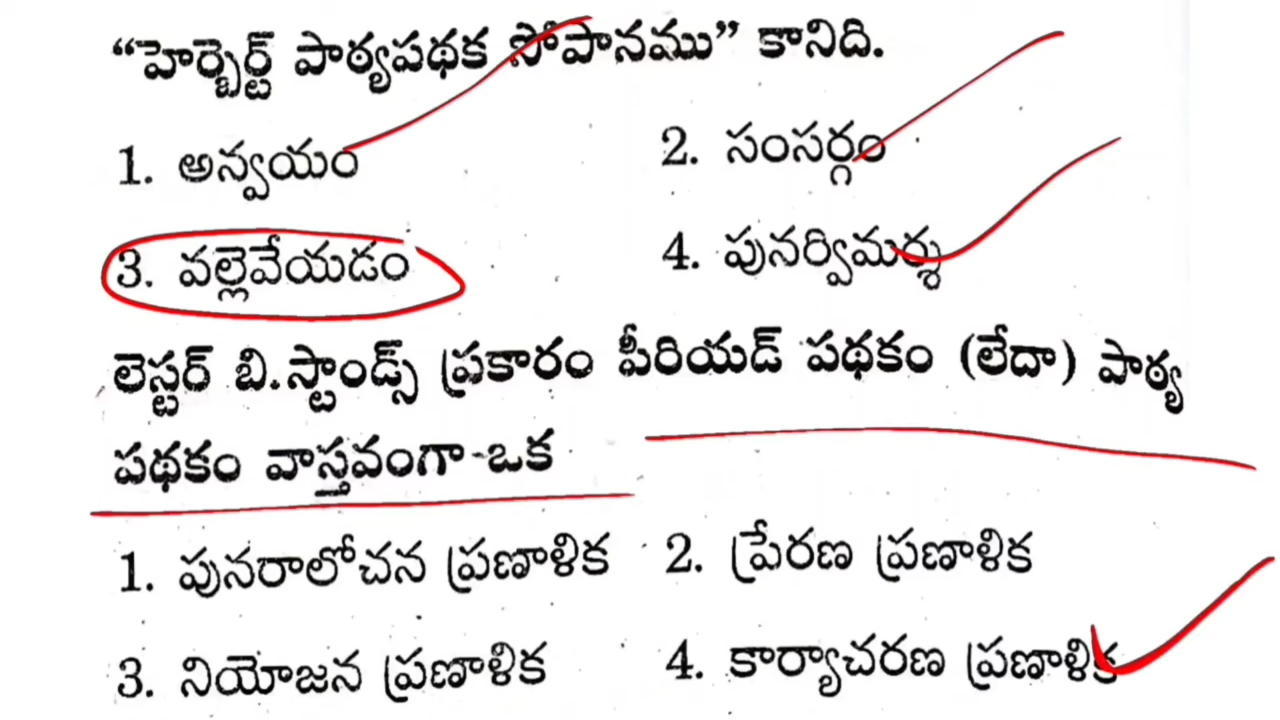 “హెర్బెర్ట్ పాఠ్యపథక సోపానము” కానిది.
1. అన్వయం 2. సంసర్గం
3. వల్లెవేయడం 4. పునర్విమర్శ
లెస్టర్ బి.స్టాండ్స్ ప్రకారం పీరియడ్ పథకం (లేదా) పాఠ్య
పథకం వాస్తవంగా ఒక
1. పునరాలోచన ప్రణాళిక 2. ప్రేరణ ప్రణాళిక
3. నియోజన ప్రణాళిక 4. కార్యాచరణ ప్రణాళిక